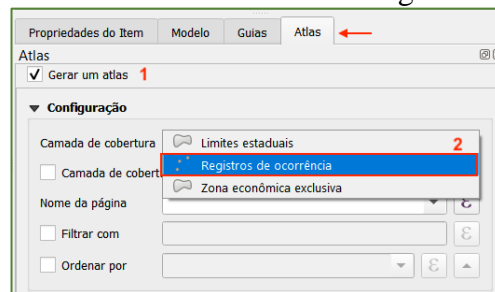 Propriedades do Item Modelo Guias Atlas
Atlas
Gerar um atlas 1
Configuração
Camada de cobertura Limites estaduais 2
Registros de ocorrência
Camada de cobert
Zona econômica exclusiva
Nome da página ε
Filtrar com ε
Ordenar por ε